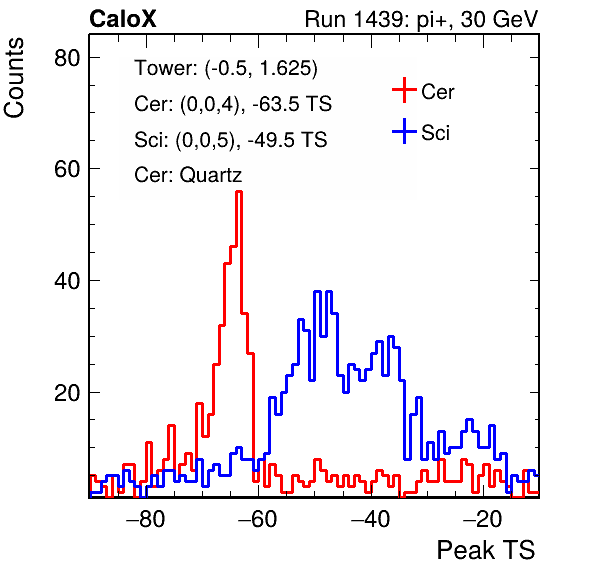 CaloX Run 1439: pi+, 30 GeV
Counts
80
60
40
20
Tower: (-0.5, 1.625)
Cer: (0,0,4), -63.5 TS
Sci: (0,0,5), -49.5 TS
Cer: Quartz
Cer
Sci
−80 −60 −40 −20
Peak TS